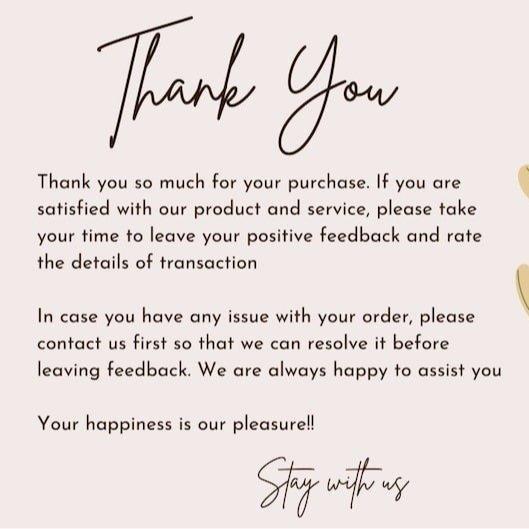 Thank You
Thank you so much for your purchase. If you are
satisfied with our product and service, please take
your time to leave your positive feedback and rate
the details of transaction
In case you have any issue with your order, please
contact us first so that we can resolve it before
leaving feedback. We are always happy to assist you
Your happiness is our pleasure!!
Stay with us